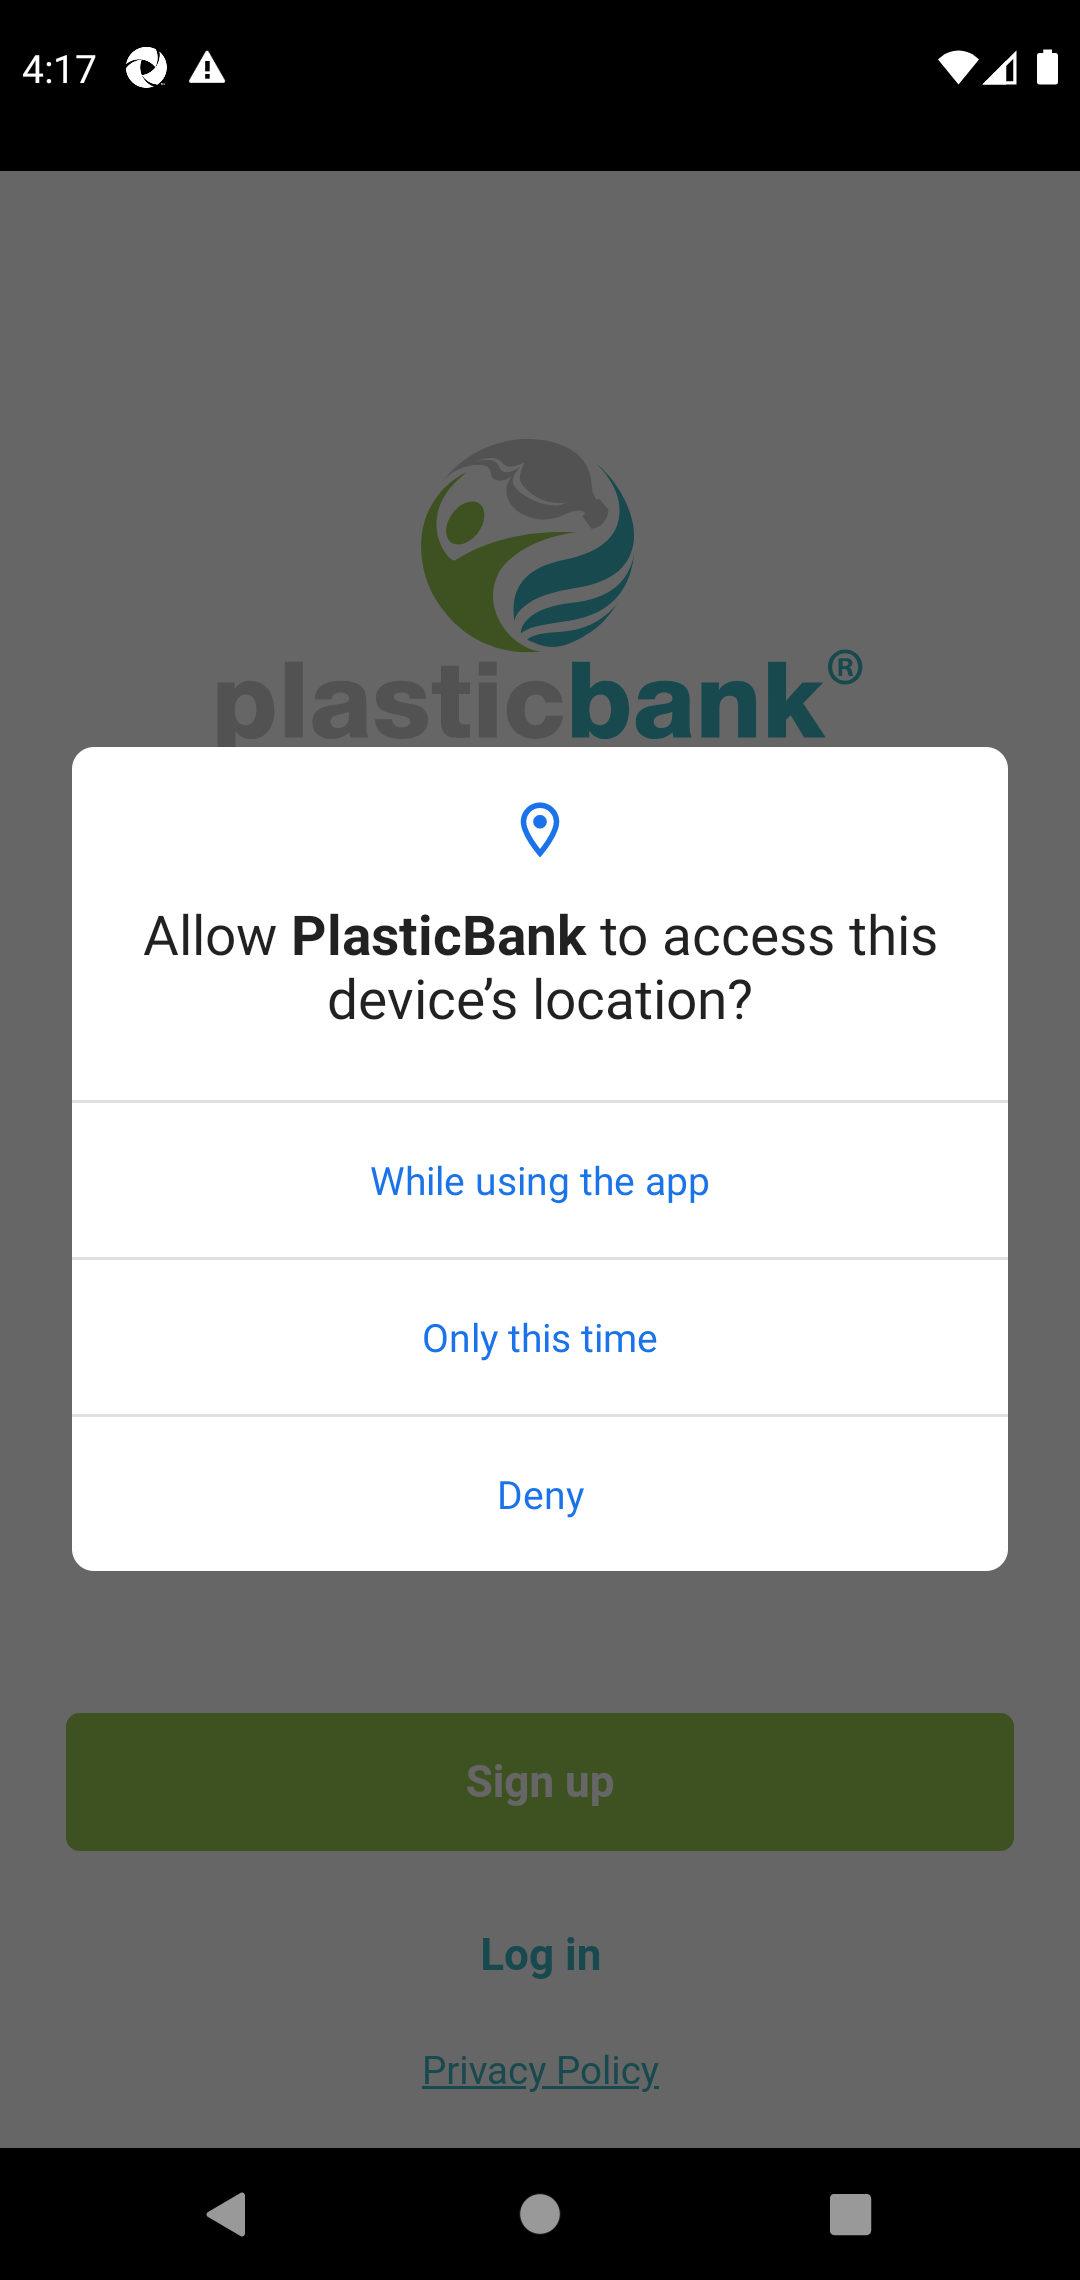 4:17
plasticbank®
Allow PlasticBank to access this
device’s location?
While using the app
Only this time
Deny
Sign up
Log in
Privacy Policy